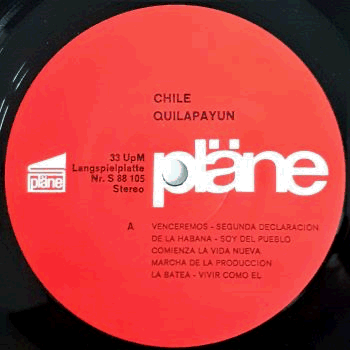 CHILE
QUILAPAYUN
pläne
33 UpM
Langspielplatte
Nr. S 88 105
Stereo
pläne
A
VENCEREMOS - SEGUNDA DECLARACION
DE LA HABANA - SOY DEL PUEBLO
COMIENZA LA VIDA NUEVA
MARCHA DE LA PRODUCCION
LA BATEA - VIVIR COMO EL